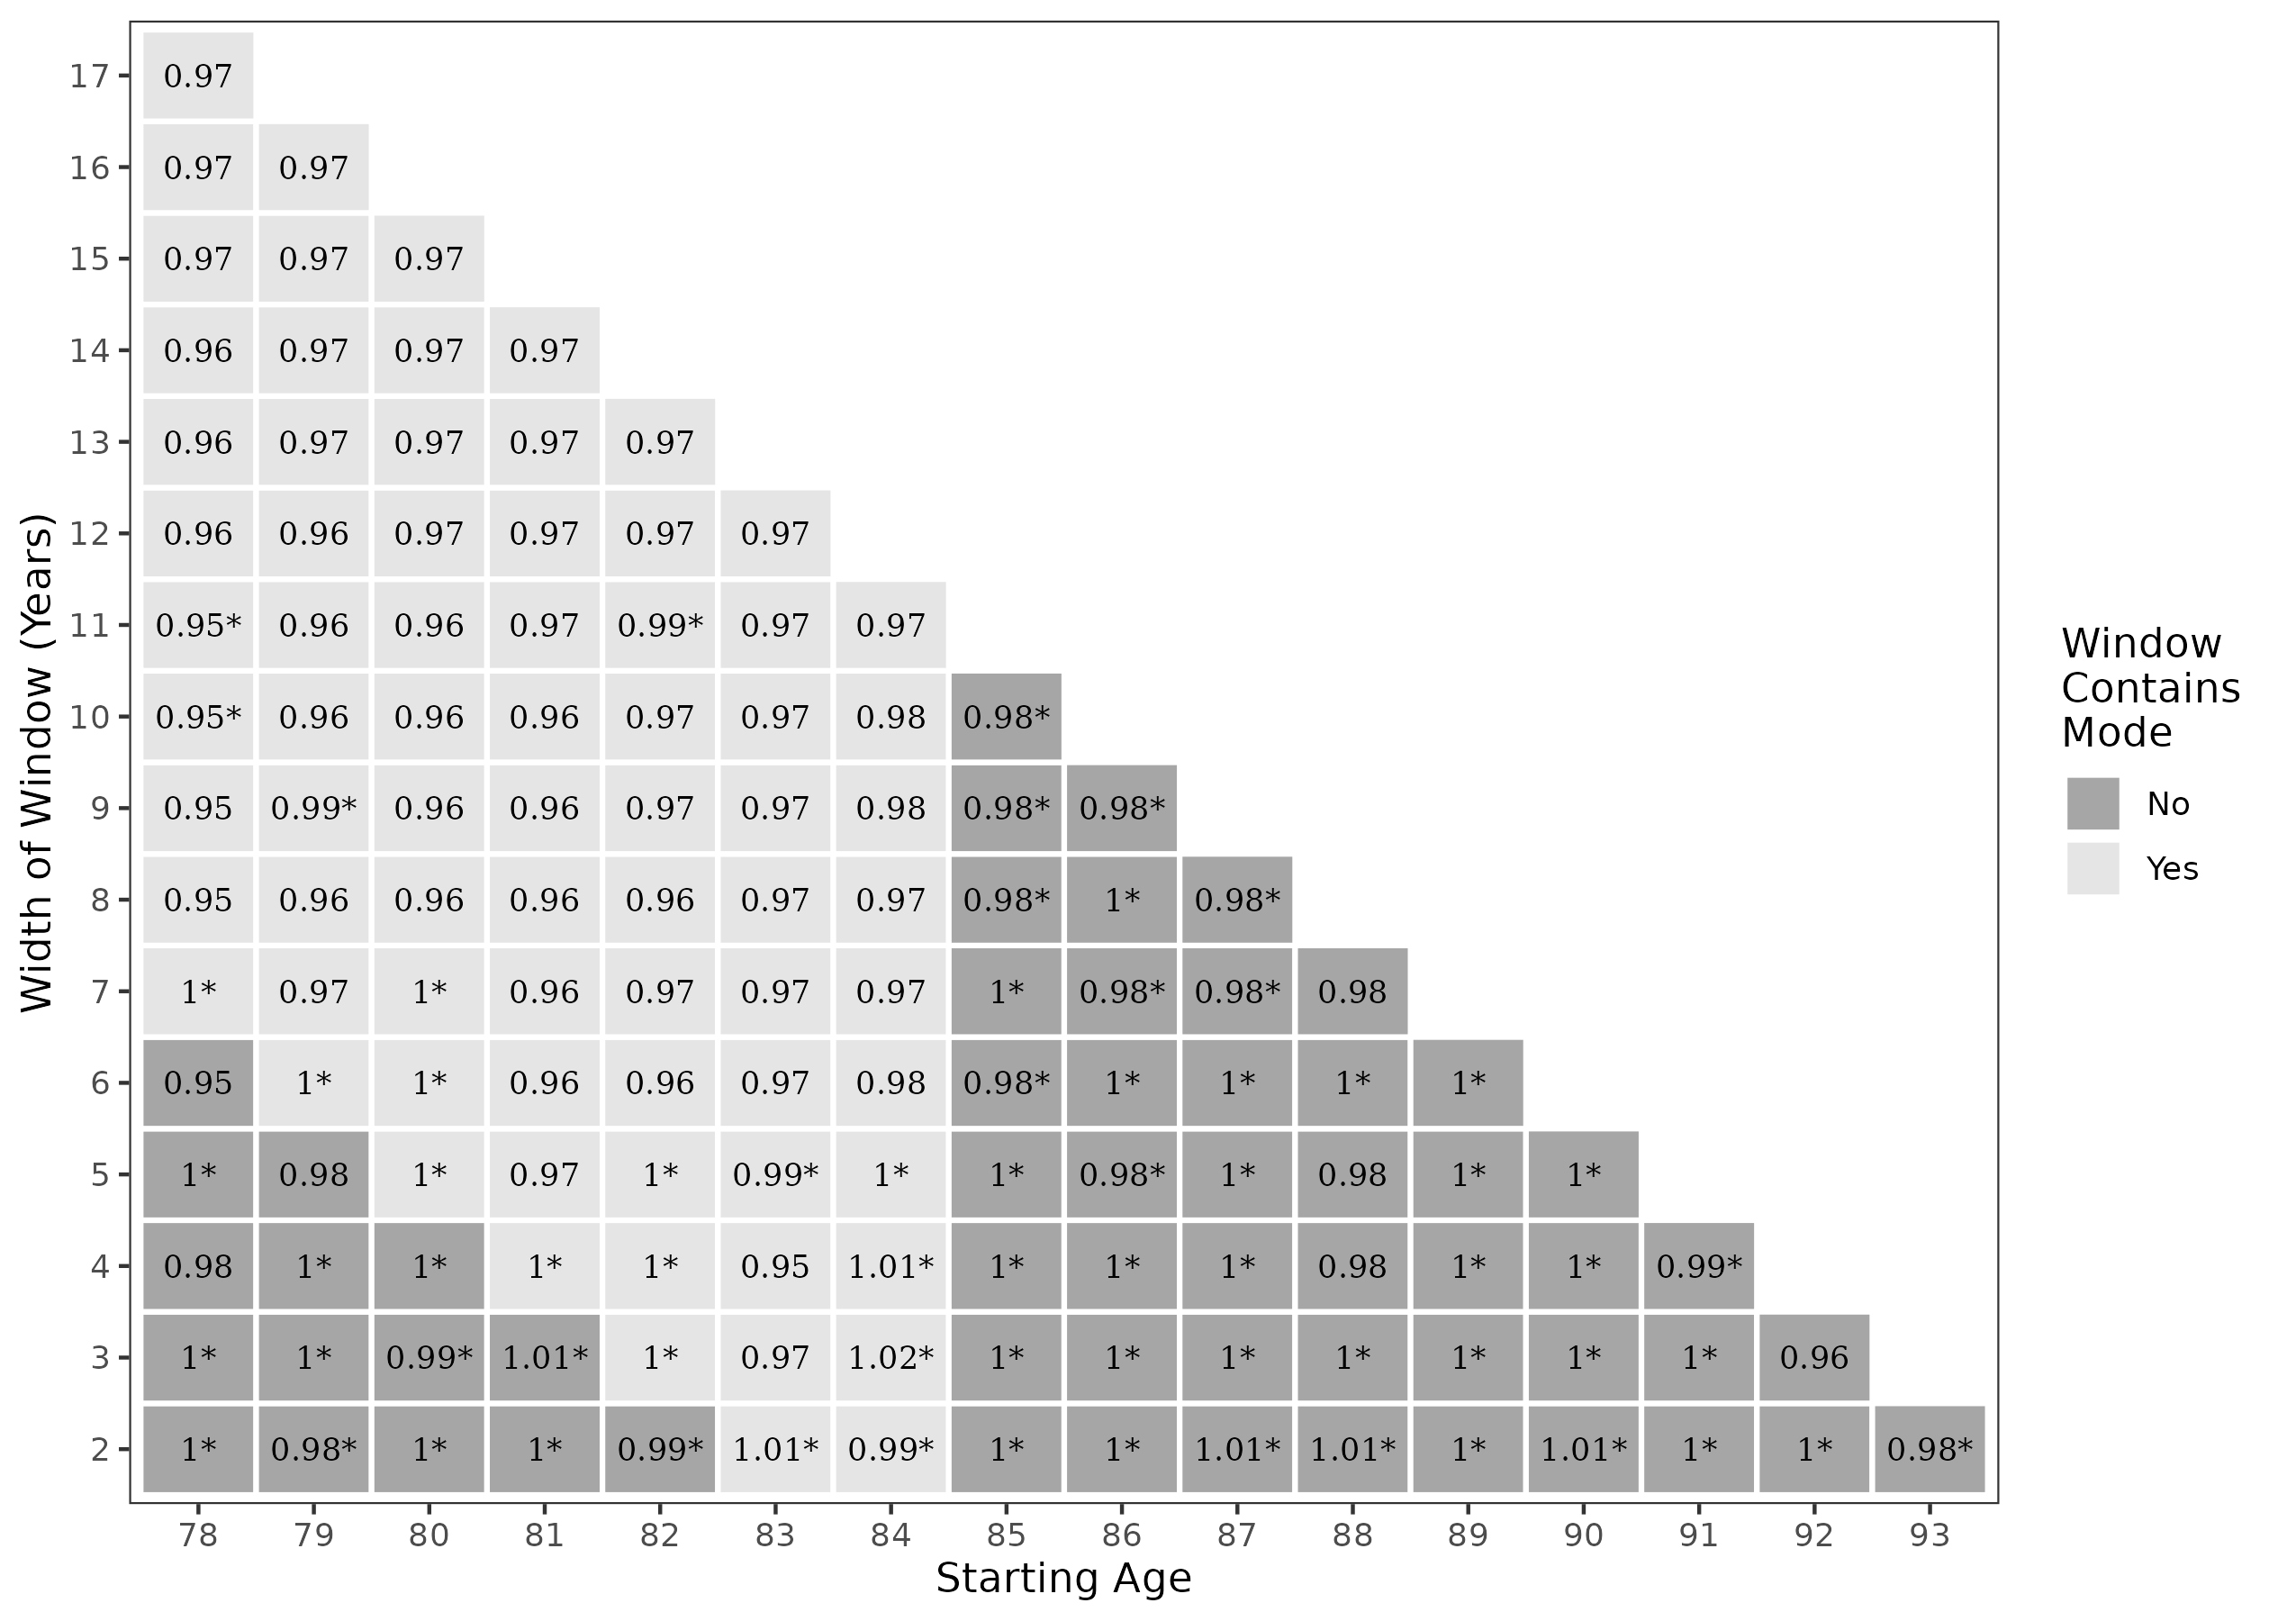 17 0.97
16 0.97 0.97
15 0.97 0.97 0.97
14 0.96 0.97 0.97 0.97
13 0.96 0.97 0.97 0.97 0.97
12 0.96 0.96 0.97 0.97 0.97 0.97
11 0.95* 0.96 0.96 0.97 0.99* 0.97 0.97
10 0.95* 0.96 0.96 0.96 0.97 0.97 0.98 0.98*
9 0.95 0.99* 0.96 0.96 0.97 0.97 0.98 0.98* 0.98*
8 0.95 0.96 0.96 0.96 0.96 0.97 0.97 0.98* 1* 0.98*
7 1* 0.97 1* 0.96 0.97 0.97 0.97 1* 0.98* 0.98* 0.98
6 0.95 1* 1* 0.96 0.96 0.97 0.98 0.98* 1* 1* 1* 1*
5 1* 0.98 1* 0.97 1* 0.99* 1* 1* 0.98* 1* 0.98 1* 1*
4 0.98 1* 1* 1* 1* 0.95 1.01* 1* 1* 1* 0.98 1* 1* 0.99*
3 1* 1* 0.99* 1.01* 1* 0.97 1.02* 1* 1* 1* 1* 1* 1* 1* 0.96
2 1* 0.98* 1* 1* 0.99* 1.01* 0.99* 1* 1* 1.01* 1.01* 1* 1.01* 1* 1* 0.98*
78 79 80 81 82 83 84 85 86 87 88 89 90 91 92 93
Starting Age
Width of Window (Years)
Window
Contains
Mode
No
Yes